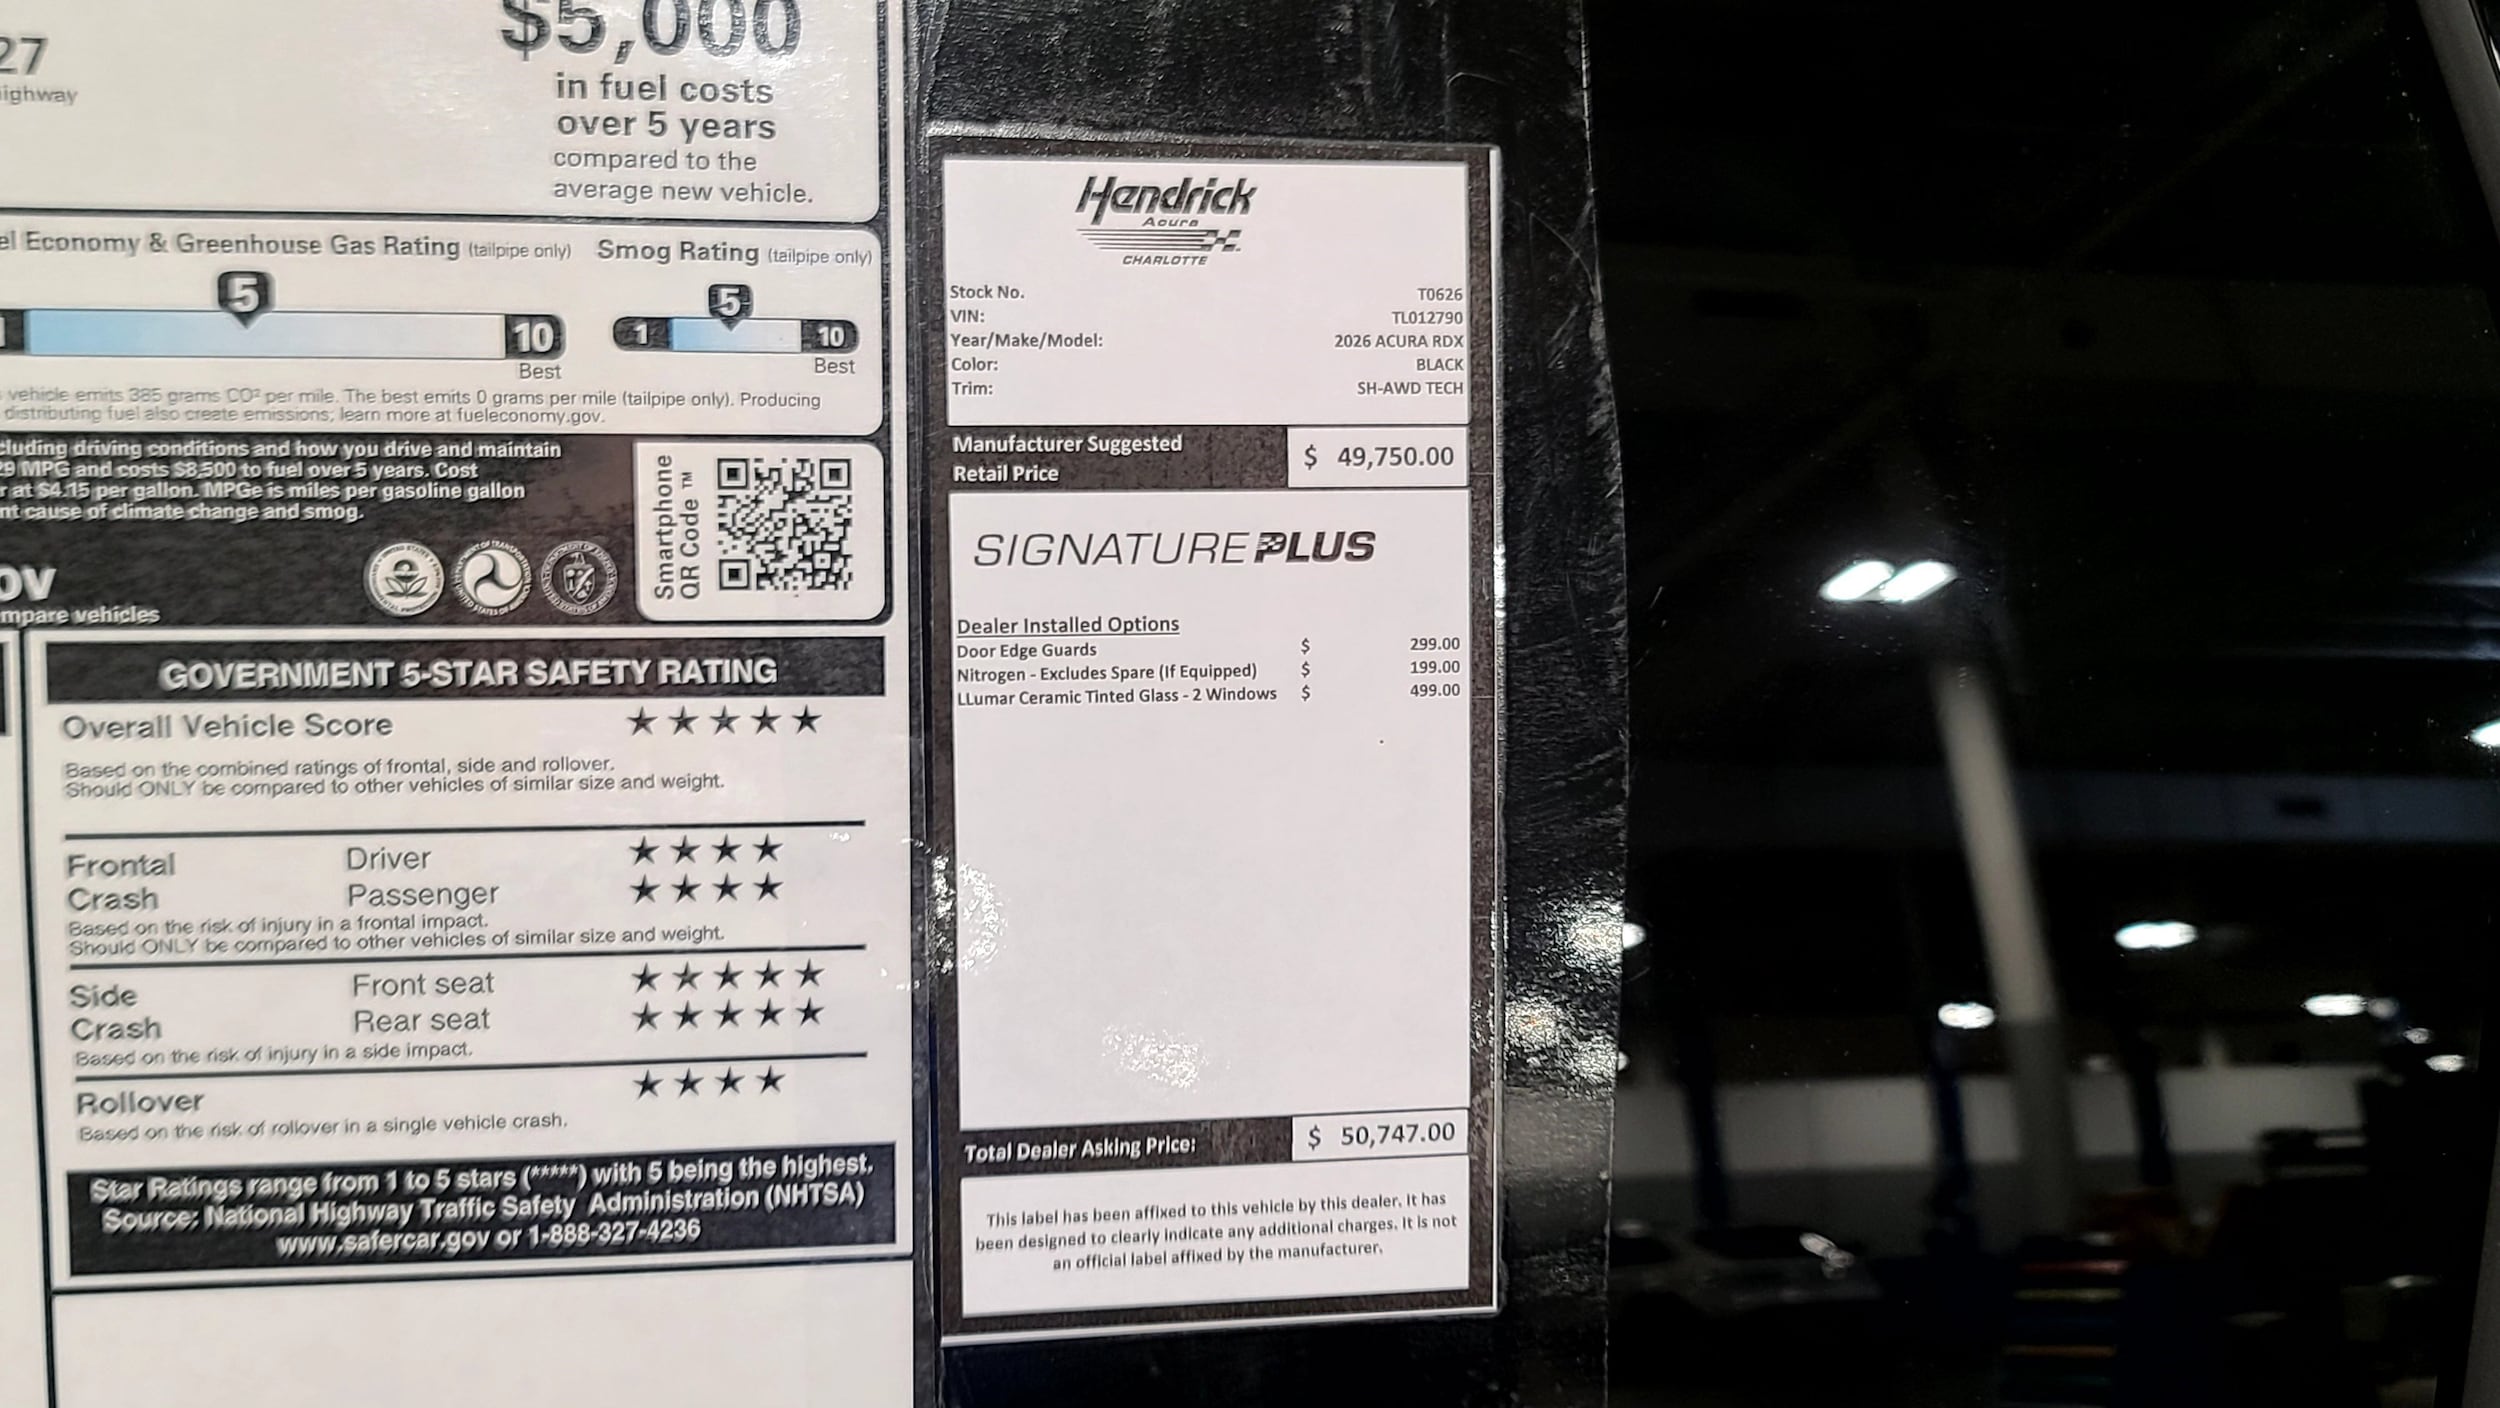 27
$5,000
in fuel costs
over 5 years
compared to the
average new vehicle.
Economy & Greenhouse Gas Rating (tailpipe only)
5
10
Best
Smog Rating (tailpipe only)
5
1
10
Best
vehicle emits 385 grams CO² per mile. The best emits 0 grams per mile (tailpipe only). Producing
distributing fuel also create emissions; learn more at fueleconomy.gov.
driving conditions and how you drive and maintain
29 MPG and costs $8,500 to fuel over 5 years. Cost
at $4.15 per gallon. MPGe is miles per gasoline gallon
cause of climate change and smog.
vehicles
Smartphone
QR Code ™
GOVERNMENT 5-STAR SAFETY RATING
Overall Vehicle Score ★★★★★
Based on the combined ratings of frontal, side and rollover.
Should ONLY be compared to other vehicles of similar size and weight.
Frontal Driver ★★★★
Crash Passenger ★★★★
Based on the risk of injury in a frontal impact.
Should ONLY be compared to other vehicles of similar size and weight.
Side Front seat ★★★★★
Crash Rear seat ★★★★★
Based on the risk of injury in a side impact.
Rollover ★★★★
Based on the risk of rollover in a single vehicle crash.
Star Ratings range from 1 to 5 stars (*****) with 5 being the highest.
Source: National Highway Traffic Safety Administration (NHTSA)
www.safercar.gov or 1-888-327-4236
Hendrick
Acura
CHARLOTTE
Stock No. T0626
VIN: TL012790
Year/Make/Model: 2026 ACURA RDX
Color: BLACK
Trim: SH-AWD TECH
Manufacturer Suggested
Retail Price
$ 49,750.00
SIGNATUREPLUS
Dealer Installed Options
Door Edge Guards $ 299.00
Nitrogen - Excludes Spare (If Equipped) $ 199.00
LLumar Ceramic Tinted Glass - 2 Windows $ 499.00
Total Dealer Asking Price: $ 50,747.00
This label has been affixed to this vehicle by this dealer. It has
been designed to clearly indicate any additional charges. It is not
an official label affixed by the manufacturer.